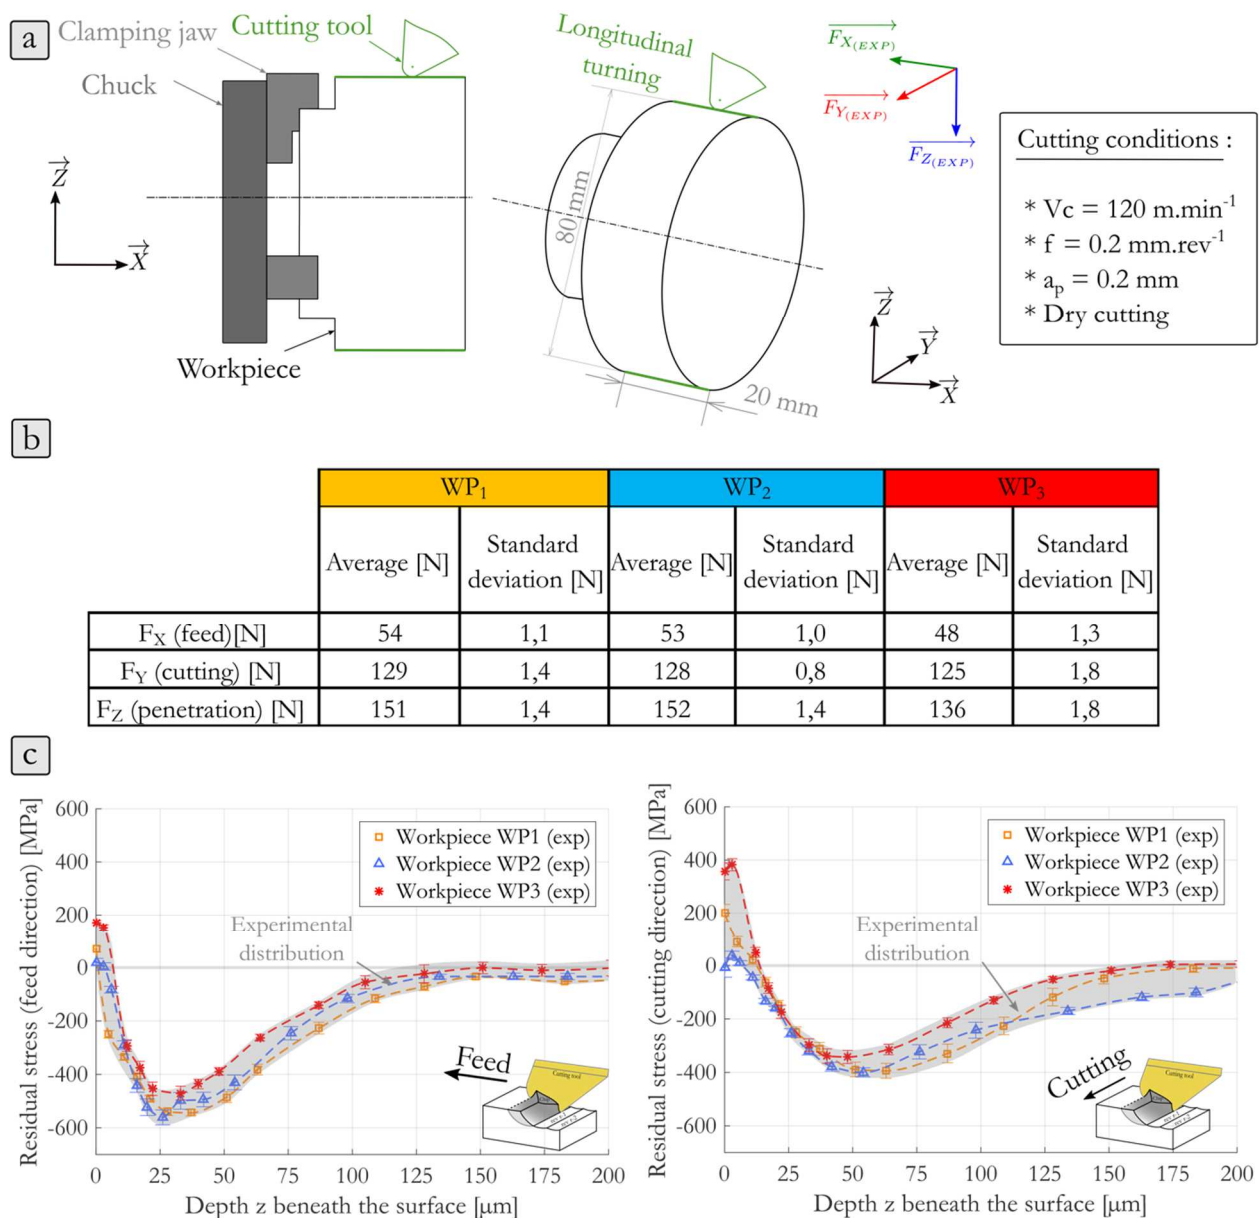 a
Clamping jaw
Cutting tool
Chuck
Z
X
Workpiece
Longitudinal
turning
80 mm
20 mm
F_X(EXP)
F_Y(EXP)
F_Z(EXP)
Z
Y
X
Cutting conditions :
* Vc = 120 m.min⁻¹
* f = 0.2 mm.rev⁻¹
* aₚ = 0.2 mm
* Dry cutting
b
WP₁ WP₂ WP₃
Average [N] Standard deviation [N] Average [N] Standard deviation [N] Average [N] Standard deviation [N]
F_X (feed)[N] 54 1,1 53 1,0 48 1,3
F_Y (cutting) [N] 129 1,4 128 0,8 125 1,8
F_Z (penetration) [N] 151 1,4 152 1,4 136 1,8
c
Residual stress (feed direction) [MPa]
600
400
200
0
-200
-400
-600
Workpiece WP1 (exp)
Workpiece WP2 (exp)
Workpiece WP3 (exp)
Experimental
distribution
Feed
Cutting tool
0 25 50 75 100 125 150 175 200
Depth z beneath the surface [µm]
Residual stress (cutting direction) [MPa]
600
400
200
0
-200
-400
-600
Workpiece WP1 (exp)
Workpiece WP2 (exp)
Workpiece WP3 (exp)
Experimental
distribution
Cutting
Cutting tool
0 25 50 75 100 125 150 175 200
Depth z beneath the surface [µm]